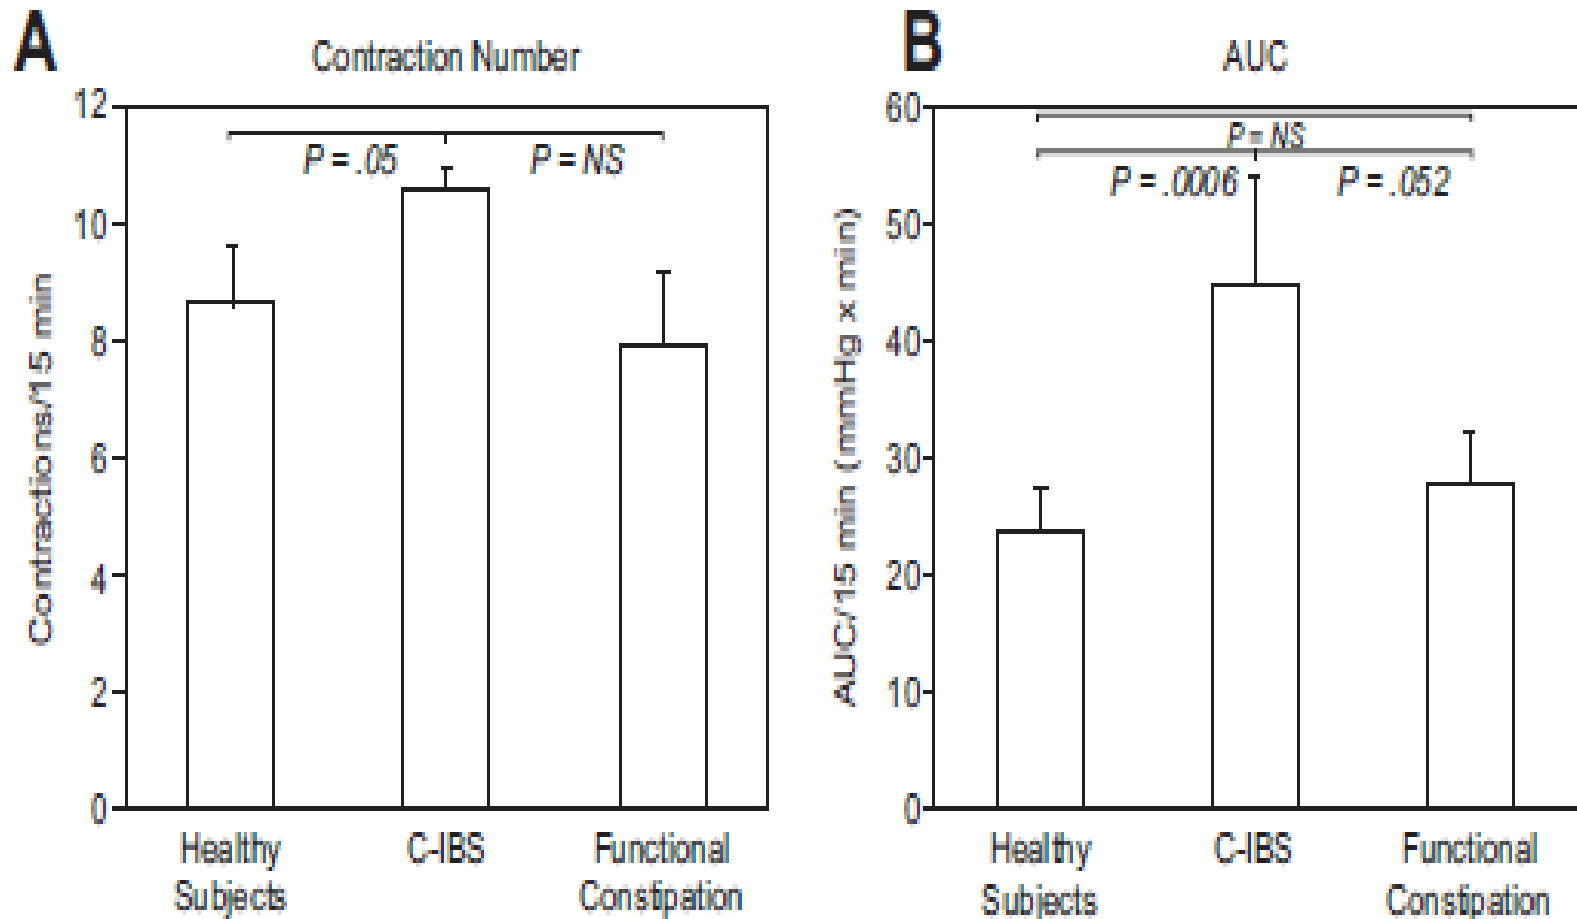 A
Contraction Number
12
10
8
6
4
2
0
Contractions/15 min
P = .05
P = NS
Healthy
Subjects
C-IBS
Functional
Constipation
B
AUC
60
50
40
30
20
10
0
AUC/15 min (mmHg x min)
P = NS
P = .0006
P = .052
Healthy
Subjects
C-IBS
Functional
Constipation